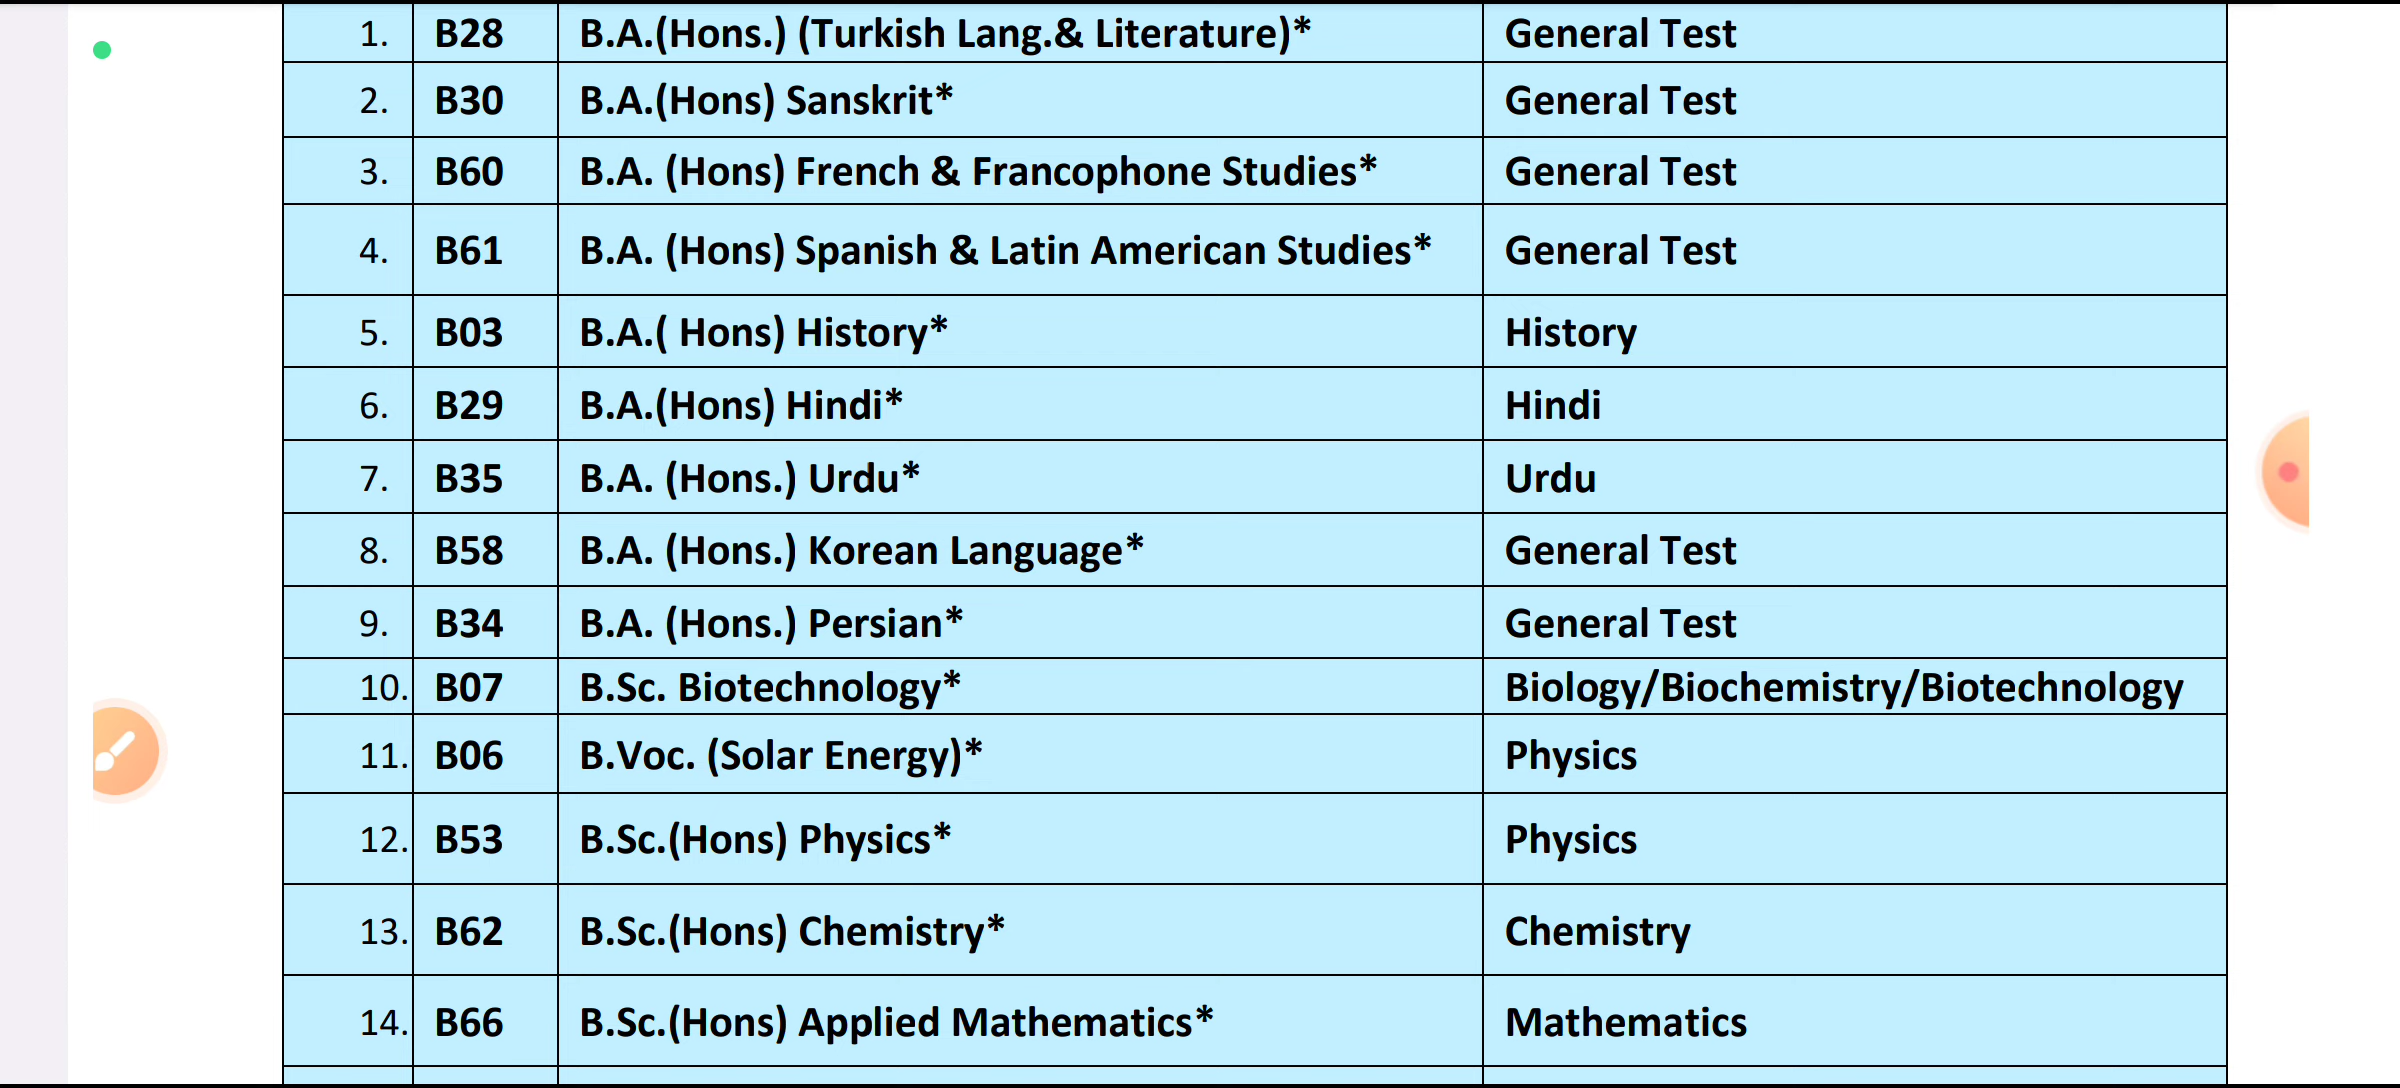 1. B28 B.A.(Hons.) (Turkish Lang.& Literature)* General Test
2. B30 B.A.(Hons) Sanskrit* General Test
3. B60 B.A. (Hons) French & Francophone Studies* General Test
4. B61 B.A. (Hons) Spanish & Latin American Studies* General Test
5. B03 B.A.( Hons) History* History
6. B29 B.A.(Hons) Hindi* Hindi
7. B35 B.A. (Hons.) Urdu* Urdu
8. B58 B.A. (Hons.) Korean Language* General Test
9. B34 B.A. (Hons.) Persian* General Test
10. B07 B.Sc. Biotechnology* Biology/Biochemistry/Biotechnology
11. B06 B.Voc. (Solar Energy)* Physics
12. B53 B.Sc.(Hons) Physics* Physics
13. B62 B.Sc.(Hons) Chemistry* Chemistry
14. B66 B.Sc.(Hons) Applied Mathematics* Mathematics